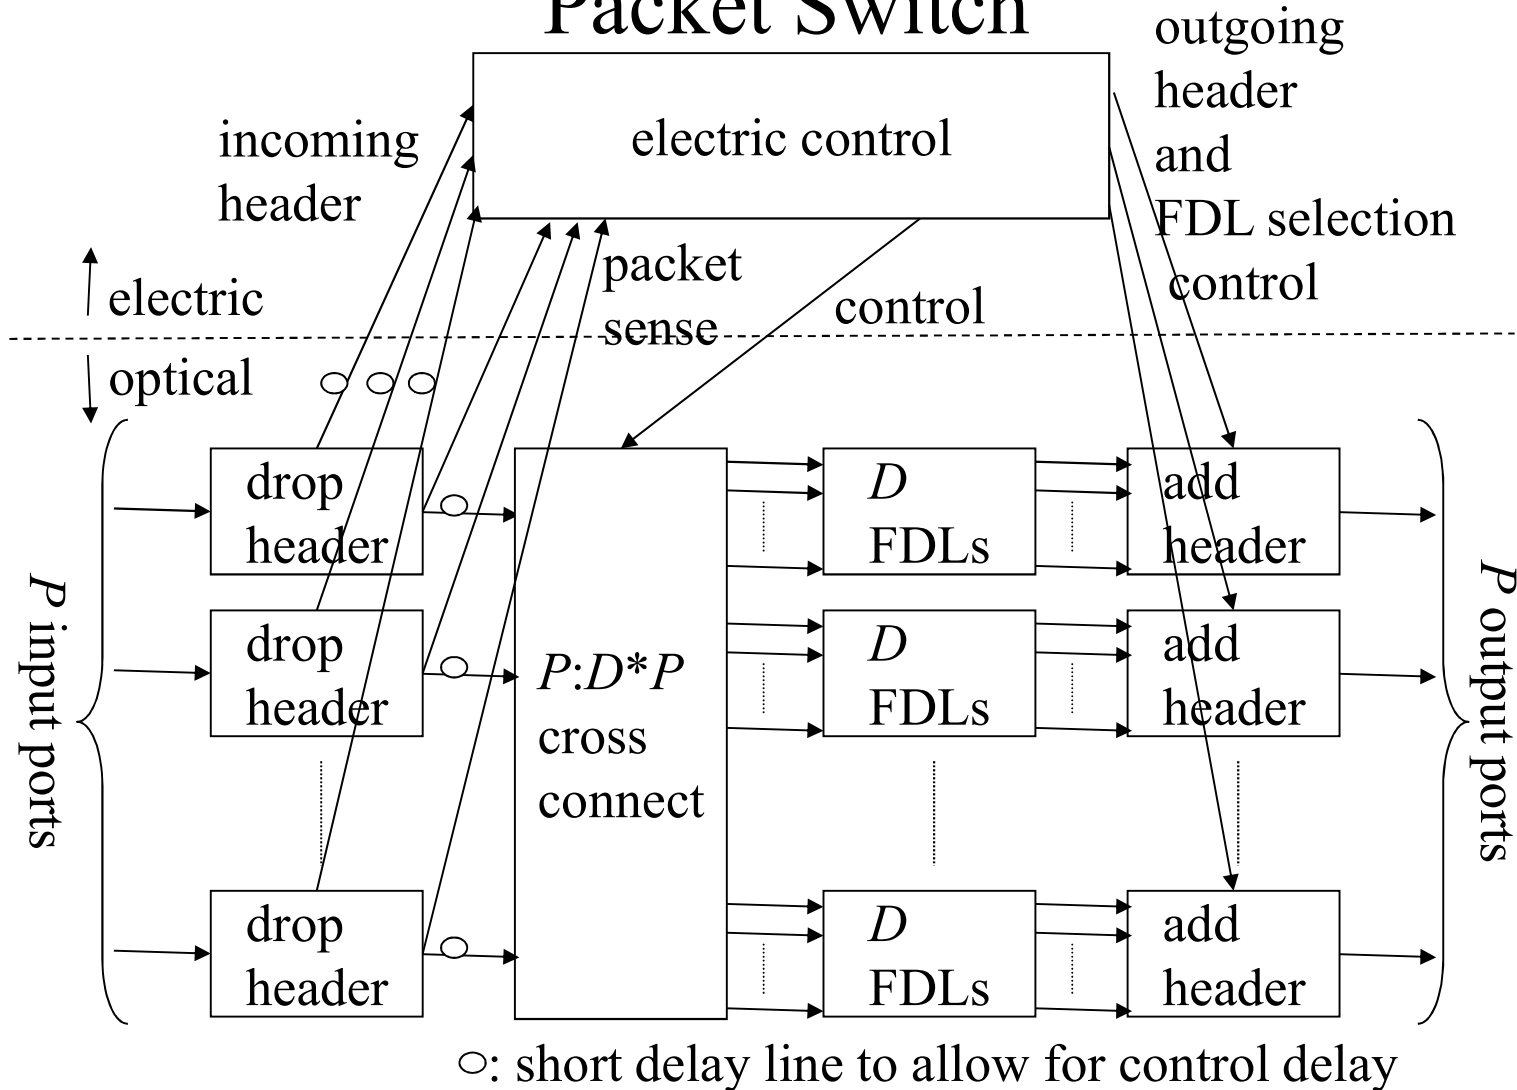 Packet Switch
outgoing
header
and
FDL selection
control
incoming
header
electric control
packet
sense
control
electric
optical
drop
header
D
FDLs
add
header
drop
header
D
FDLs
add
header
P:D*P
cross
connect
P input ports
P output ports
drop
header
D
FDLs
add
header
: short delay line to allow for control delay